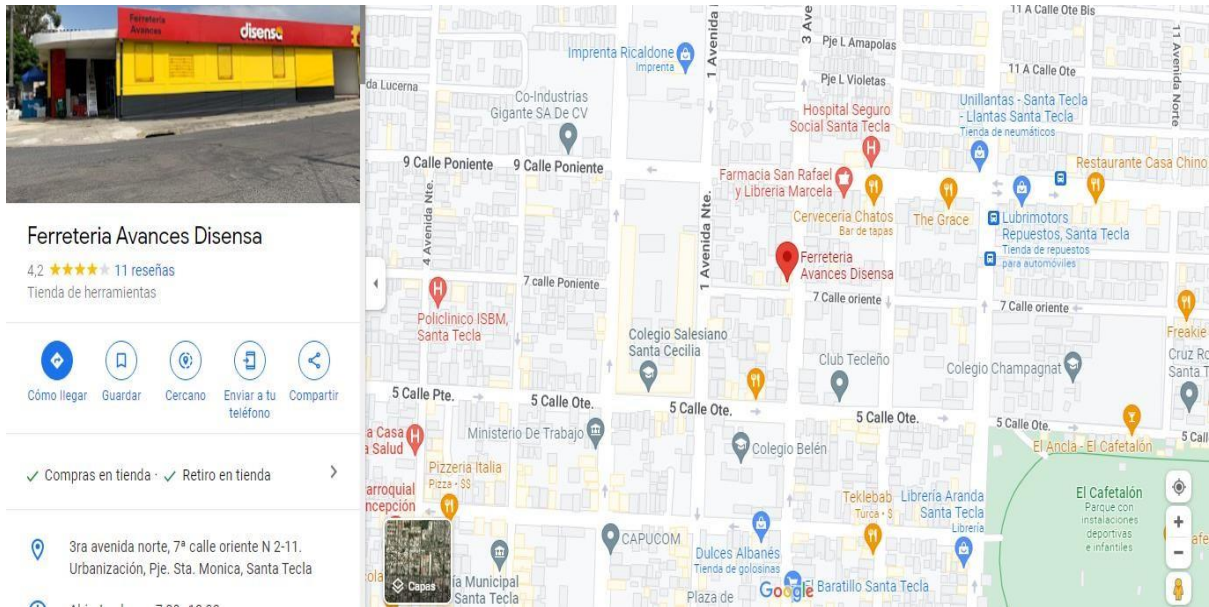 Ferreteria
Avances
disensa
Ferreteria Avances Disensa
4,2
11 reseñas
Tienda de herramientas
Cómo llegar
Guardar
Cercano
Enviar a tu
teléfono
Compartir
Compras en tienda ·
Retiro en tienda
3ra avenida norte, 7ª calle oriente N 2-11.
Urbanización, Pje. Sta. Monica, Santa Tecla
11 A Calle Ote Bis
Imprenta Ricaldone
Imprenta
1 Avenida
3 Ave
Pje L Amapolas
11 Avenida Norte
11 A Calle Ote
Pje L Violetas
da Lucerna
Co-Industrias
Gigante SA De CV
Hospital Seguro
Social Santa Tecla
Unillantas - Santa Tecla
- Llantas Santa Tecla
Tienda de neumáticos
9 Calle Poniente
9 Calle Poniente
Restaurante Casa Chino
Farmacia San Rafael
y Libreria Marcela
Cervecería Chatos
Bar de tapas
The Grace
Lubrimotors
Repuestos, Santa Tecla
Tienda de repuestos
para automóviles
4 Avenida Nte.
1 Avenida Nte.
Ferretería
Avances Disensa
7 calle Poniente
7 Calle oriente
7 Calle oriente
Policlinico ISBM,
Santa Tecla
Freakie
Colegio Salesiano
Santa Cecilia
Club Tecleño
Colegio Champagnat
Cruz Ro
Santa T
5 Calle Pte.
5 Calle Ote.
5 Calle Ote.
5 Calle Ote.
5 Calle Ote.
5 Call
a Casa
a Salud
Ministerio De Trabajo
Colegio Belén
El Ancla - El Cafetalón
Pizzeria Italia
Pizza · $$
arroquial
ncepción
Teklebab
Turca · $
Librería Aranda
Santa Tecla
Librería
El Cafetalón
Parque con
instalaciones
deportivas
e infantiles
CAPUCOM
Dulces Albanés
Tienda de golosinas
Capas
ía Municipal
Santa Tecla
Plaza de
Google
El Baratillo Santa Tecla